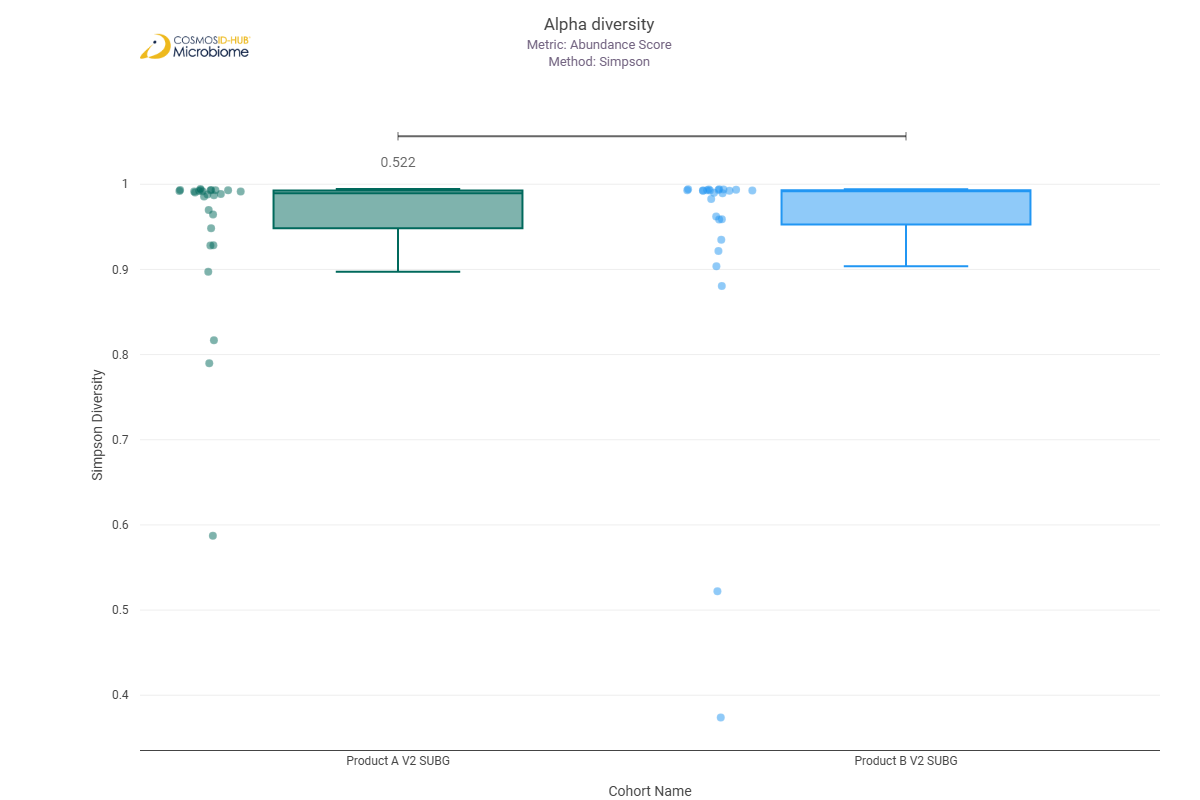 Alpha diversity
Metric: Abundance Score
Method: Simpson
COSMOSID-HUB
Microbiome
0.522
1
0.9
0.8
0.7
0.6
0.5
0.4
Simpson Diversity
Product A V2 SUBG
Product B V2 SUBG
Cohort Name